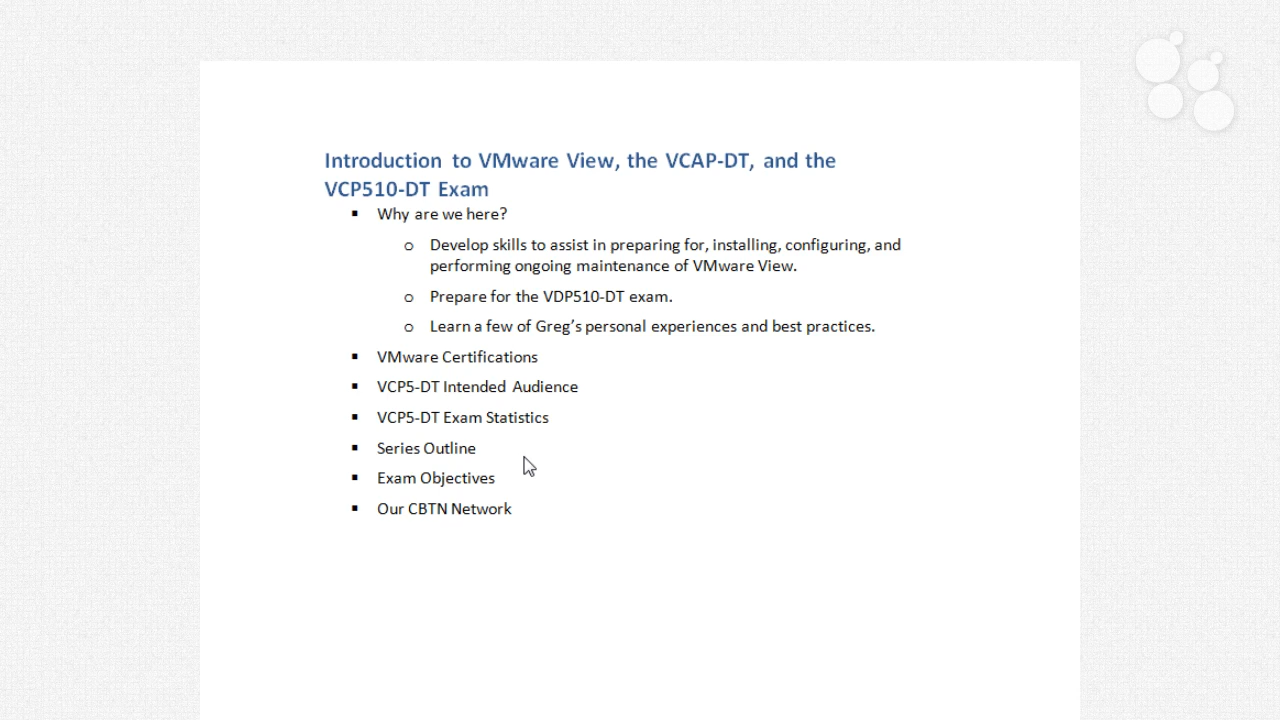 Introduction to VMware View, the VCAP-DT, and the
VCP510-DT Exam
▪ Why are we here?
o Develop skills to assist in preparing for, installing, configuring, and
performing ongoing maintenance of VMware View.
o Prepare for the VDP510-DT exam.
o Learn a few of Greg’s personal experiences and best practices.
▪ VMware Certifications
▪ VCP5-DT Intended Audience
▪ VCP5-DT Exam Statistics
▪ Series Outline
▪ Exam Objectives
▪ Our CBTN Network